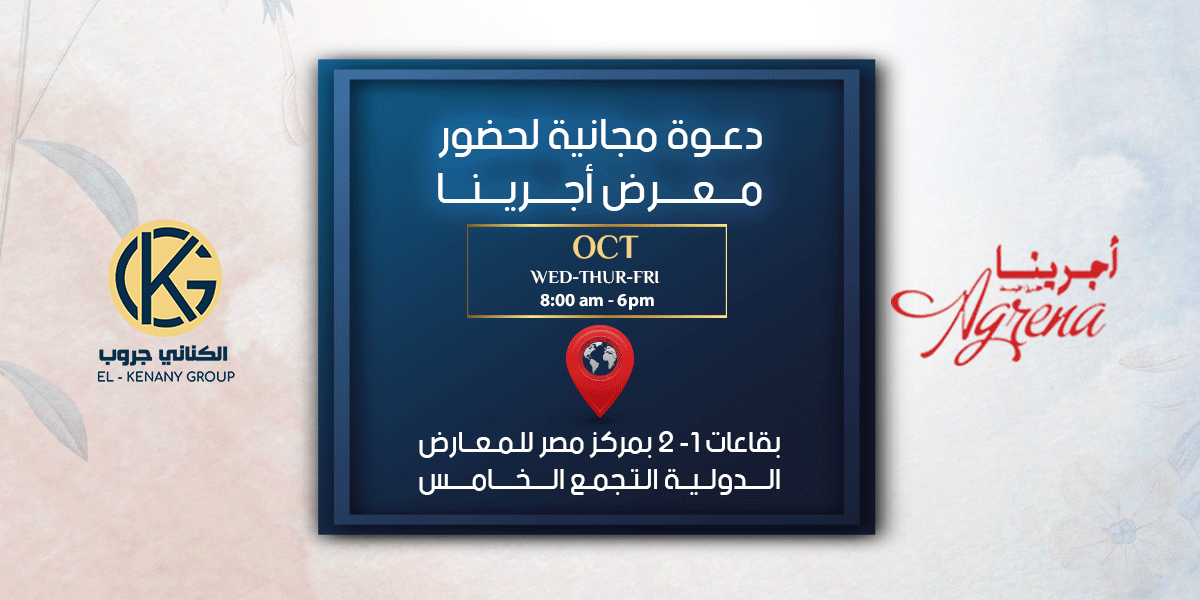 دعوة مجانية لحضور
معرض أجرينا
OCT
WED-THUR-FRI
8:00 am - 6pm
بقاعات 1- 2 بمركز مصر للمعارض
الدولية التجمع الخامس
KG
الكناني جروب
EL - KENANY GROUP
أجرينا
Agrena